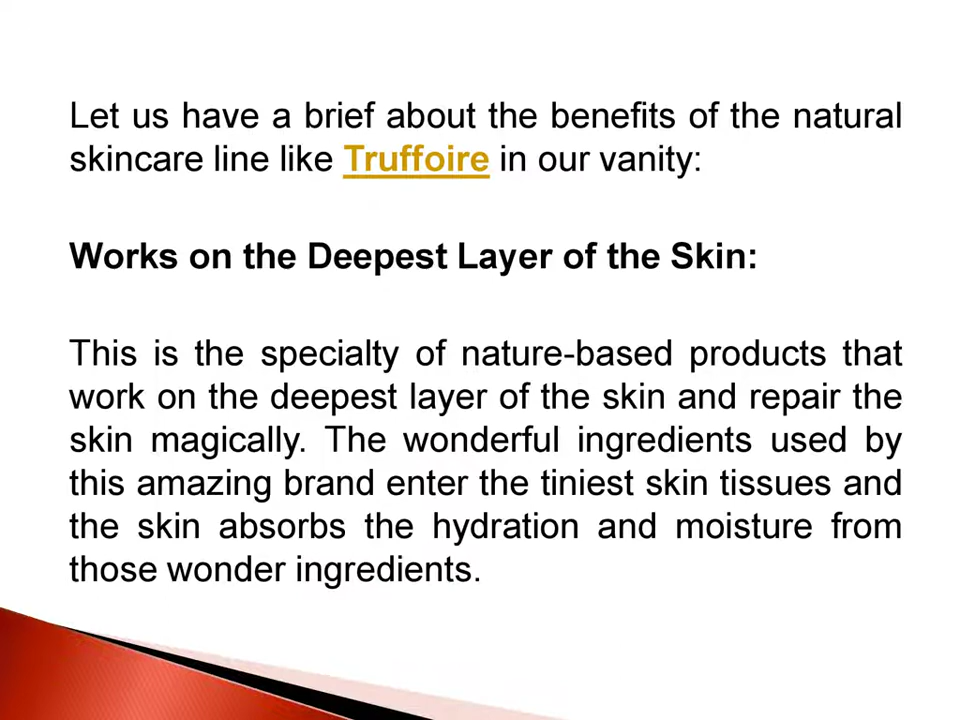 Let us have a brief about the benefits of the natural
skincare line like Truffoire in our vanity:
Works on the Deepest Layer of the Skin:
This is the specialty of nature-based products that
work on the deepest layer of the skin and repair the
skin magically. The wonderful ingredients used by
this amazing brand enter the tiniest skin tissues and
the skin absorbs the hydration and moisture from
those wonder ingredients.